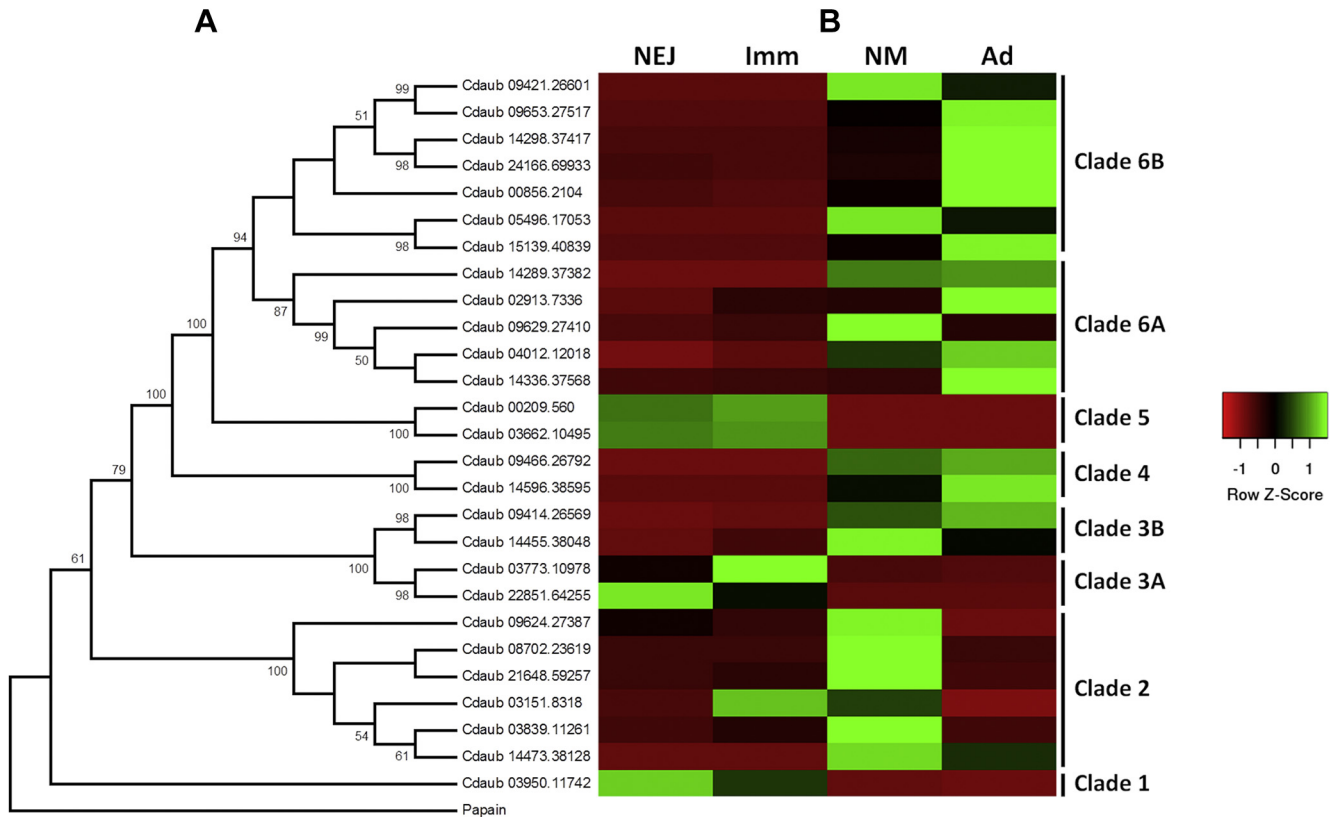 A
B
NEJ Imm NM Ad
99
51
98
98
94
87
99
50
100
100
100
79
100
98
100
98
61
100
54
61
Cdaub 09421.26601
Cdaub 09653.27517
Cdaub 14298.37417
Cdaub 24166.69933
Cdaub 00856.2104
Cdaub 05496.17053
Cdaub 15139.40839
Cdaub 14289.37382
Cdaub 02913.7336
Cdaub 09629.27410
Cdaub 04012.12018
Cdaub 14336.37568
Cdaub 00209.560
Cdaub 03662.10495
Cdaub 09466.26792
Cdaub 14596.38595
Cdaub 09414.26569
Cdaub 14455.38048
Cdaub 03773.10978
Cdaub 22851.64255
Cdaub 09624.27387
Cdaub 08702.23619
Cdaub 21648.59257
Cdaub 03151.8318
Cdaub 03839.11261
Cdaub 14473.38128
Cdaub 03950.11742
Papain
Clade 6B
Clade 6A
Clade 5
Clade 4
Clade 3B
Clade 3A
Clade 2
Clade 1
-1 0 1
Row Z-Score